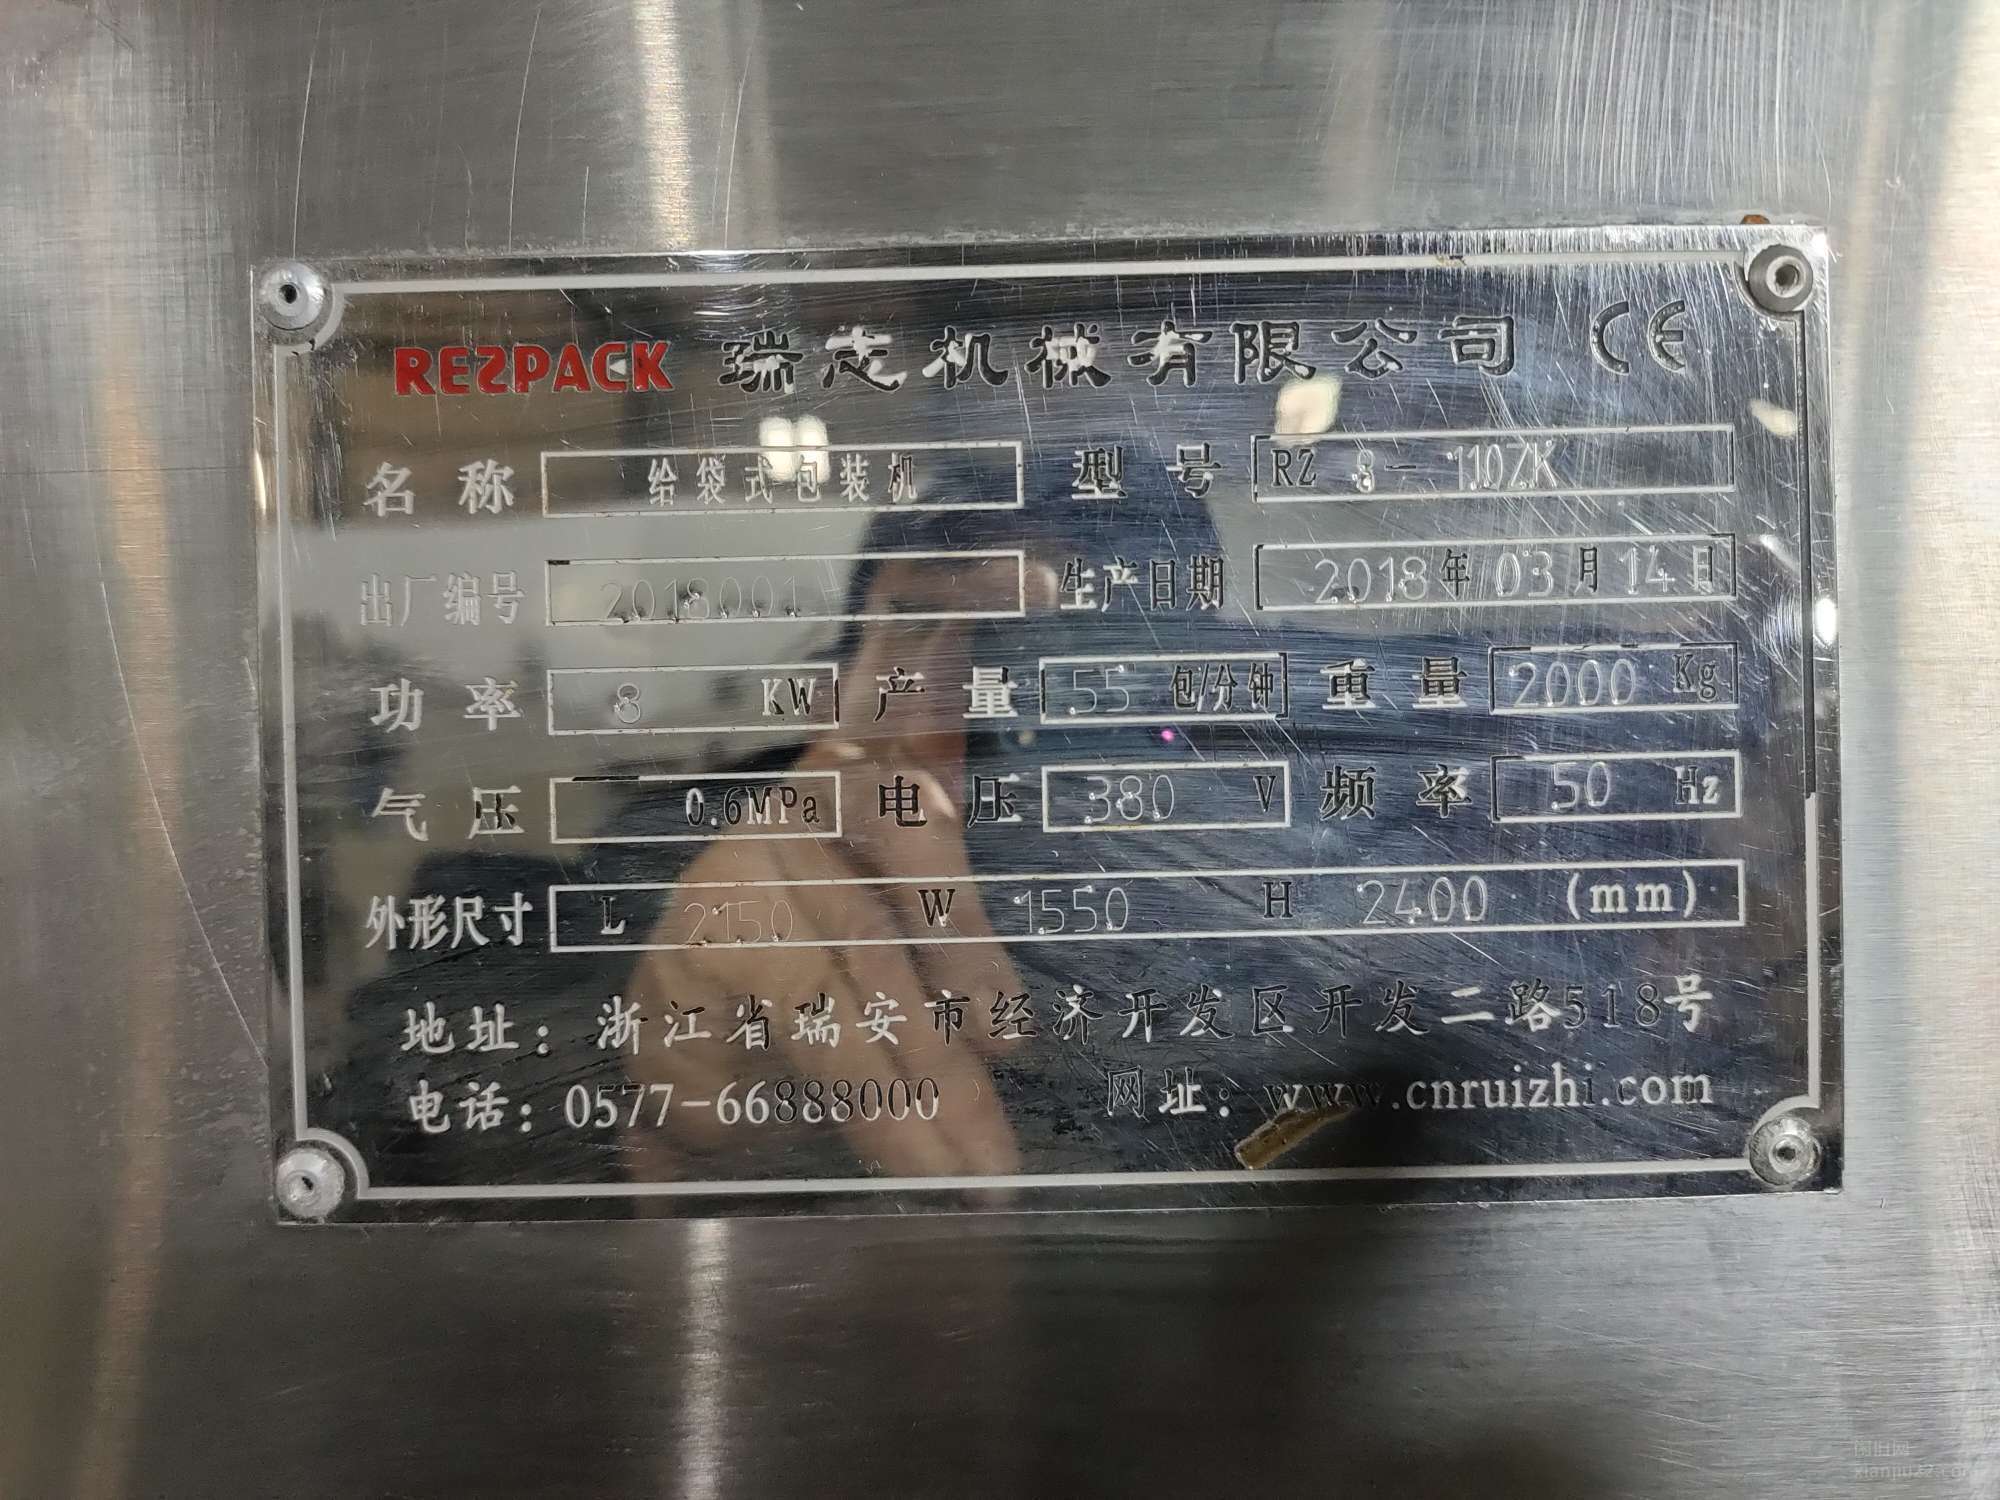 REZPACK 瑞志机械有限公司 CE
名称 给袋式包装机 型号 RZ 8- 110ZK
出厂编号 2018001 生产日期 2018年03月14日
功率 8 KW 产量 55 包/分钟 重量 2000 Kg
气压 0.6MPa 电压 380 V 频率 50 Hz
外形尺寸 L 2150 W 1550 H 2400 (mm)
地址：浙江省瑞安市经济开发区开发二路518号
电话：0577-66888000 网址：www.cnruizhi.com